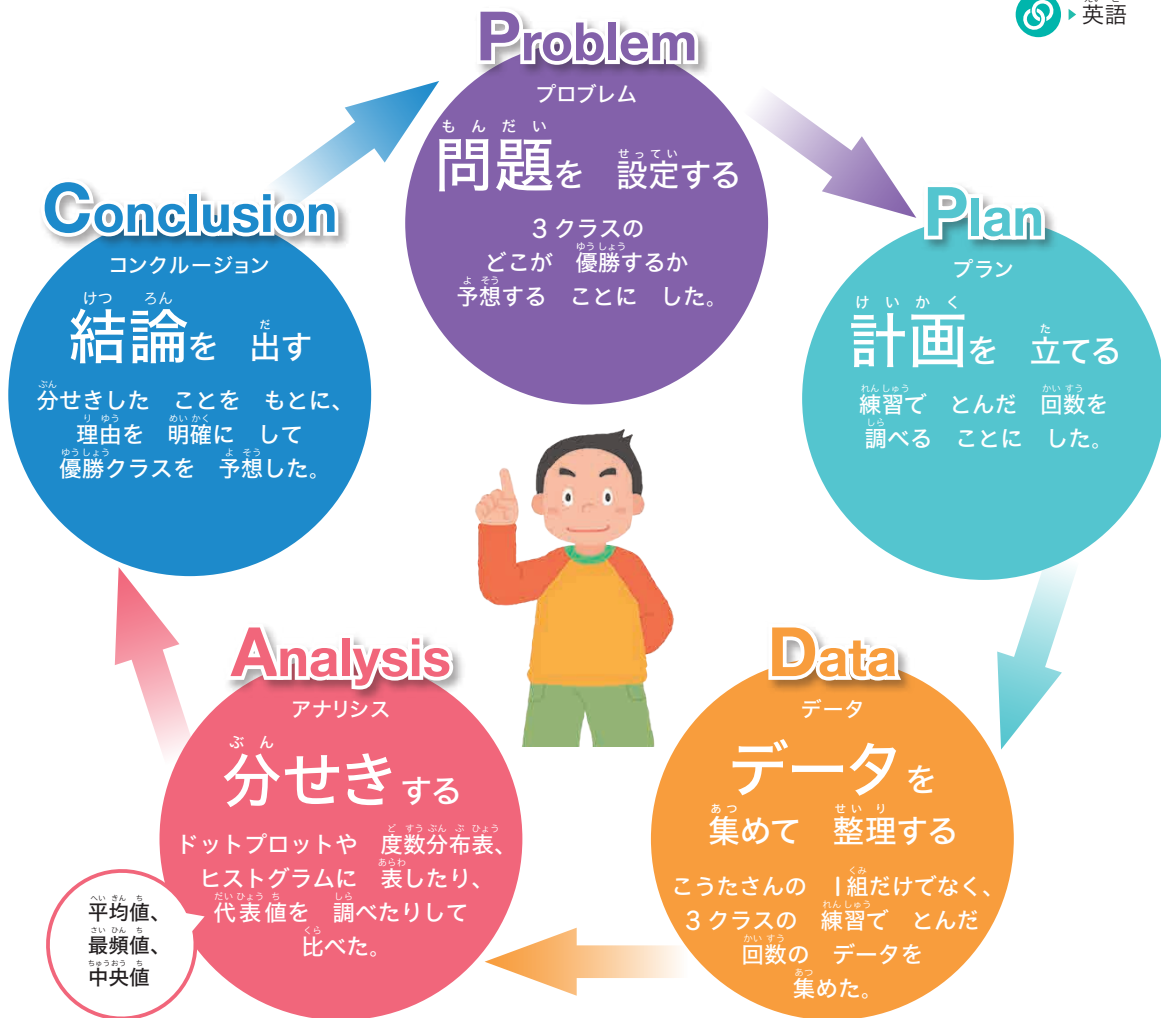 英語
Problem
プロブレム
問題を 設定する
3クラスの
どこが 優勝するか
予想する ことに した。
Plan
プラン
計画を 立てる
練習で とんだ 回数を
調べる ことに した。
Data
データ
データを
集めて 整理する
こうたさんの 1組だけでなく、
3クラスの 練習で とんだ
回数の データを
集めた。
Analysis
アナリシス
分せきする
ドットプロットや 度数分布表、
ヒストグラムに 表したり、
代表値を 調べたりして
比べた。
平均値、
最頻値、
中央値
Conclusion
コンクルージョン
結論を 出す
分せきした ことを もとに、
理由を 明確に して
優勝クラスを 予想した。